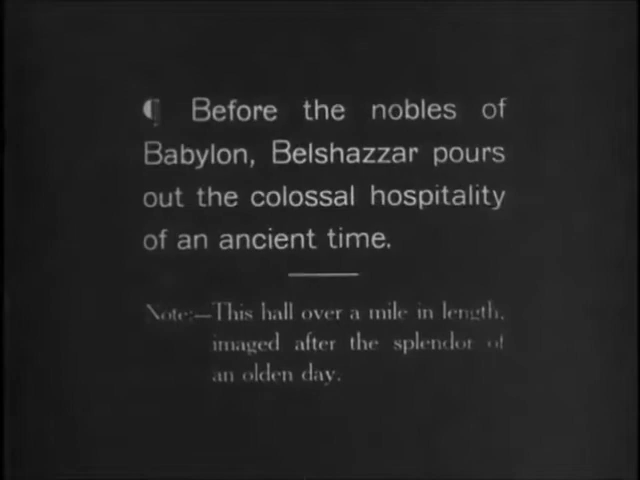 ¶ Before the nobles of
Babylon, Belshazzar pours
out the colossal hospitality
of an ancient time.
Note:—This hall over a mile in length,
imaged after the splendor of
an olden day.